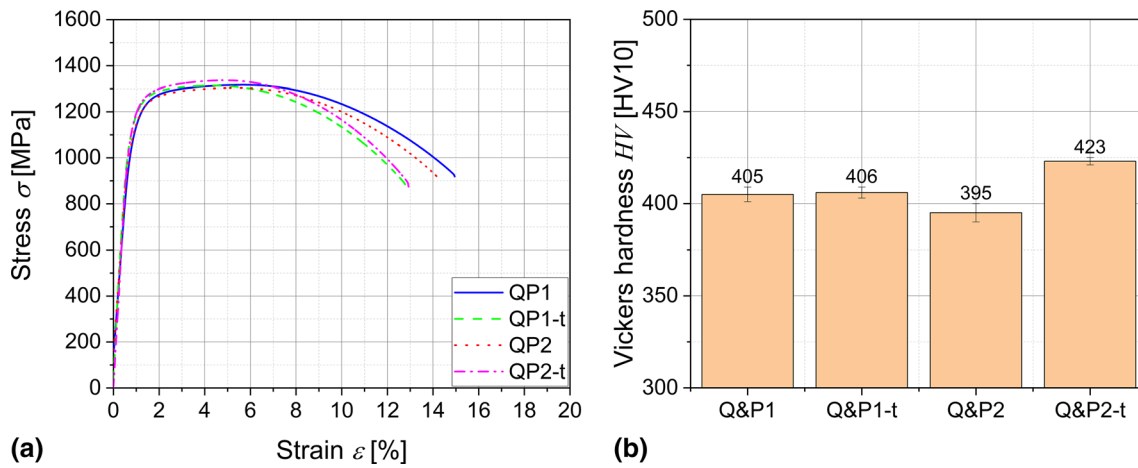 1600
1400
1200
1000
800
600
400
200
0
Stress σ [MPa]
QP1
QP1-t
QP2
QP2-t
0 2 4 6 8 10 12 14 16 18 20
Strain ε [%]
(a)
500
450
400
350
300
Vickers hardness HV [HV10]
405
406
395
423
Q&P1 Q&P1-t Q&P2 Q&P2-t
(b)